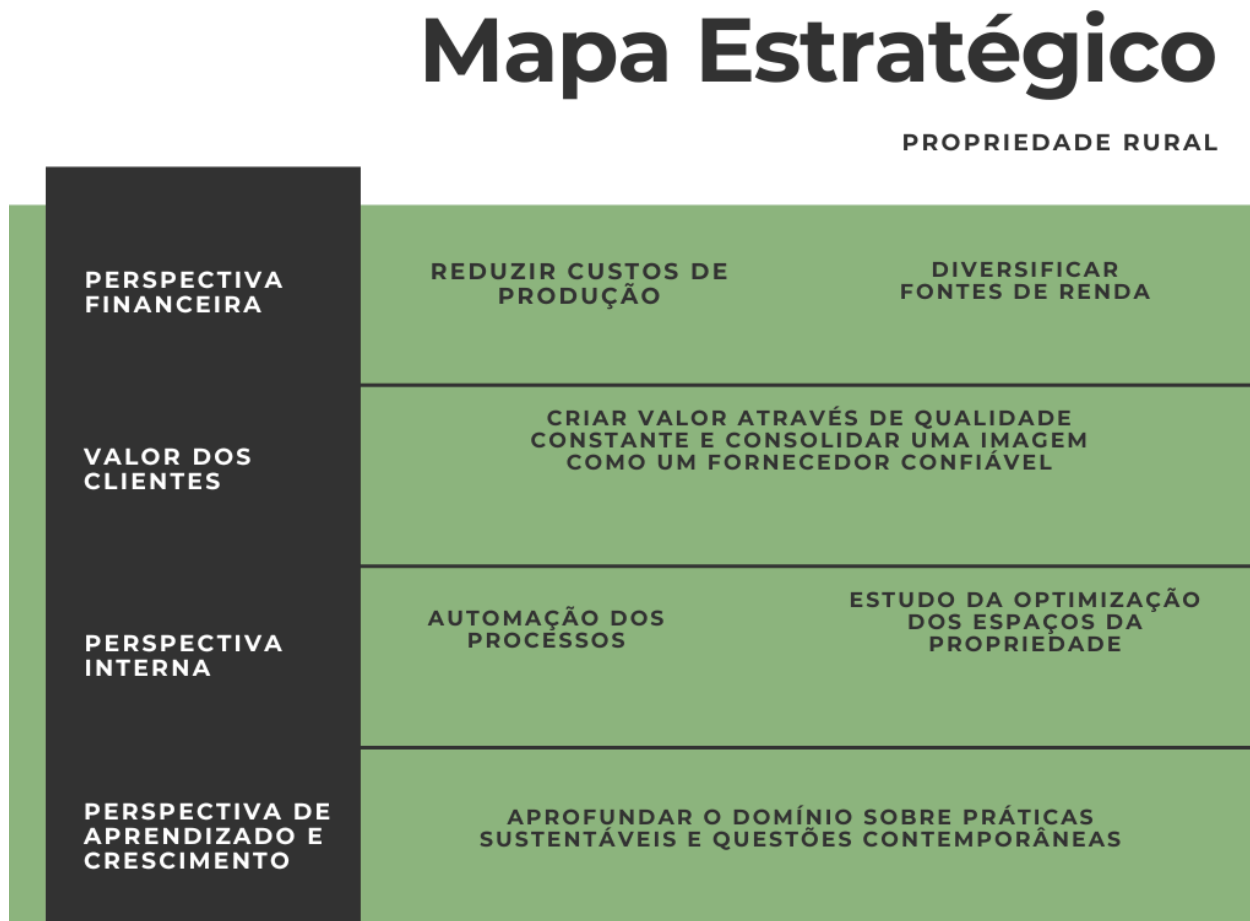 Mapa Estratégico
PROPRIEDADE RURAL
PERSPECTIVA
FINANCEIRA
REDUZIR CUSTOS DE
PRODUÇÃO
DIVERSIFICAR
FONTES DE RENDA
VALOR DOS
CLIENTES
CRIAR VALOR ATRAVÉS DE QUALIDADE
CONSTANTE E CONSOLIDAR UMA IMAGEM
COMO UM FORNECEDOR CONFIÁVEL
PERSPECTIVA
INTERNA
AUTOMAÇÃO DOS
PROCESSOS
ESTUDO DA OPTIMIZAÇÃO
DOS ESPAÇOS DA
PROPRIEDADE
PERSPECTIVA DE
APRENDIZADO E
CRESCIMENTO
APROFUNDAR O DOMÍNIO SOBRE PRÁTICAS
SUSTENTÁVEIS E QUESTÕES CONTEMPORÂNEAS